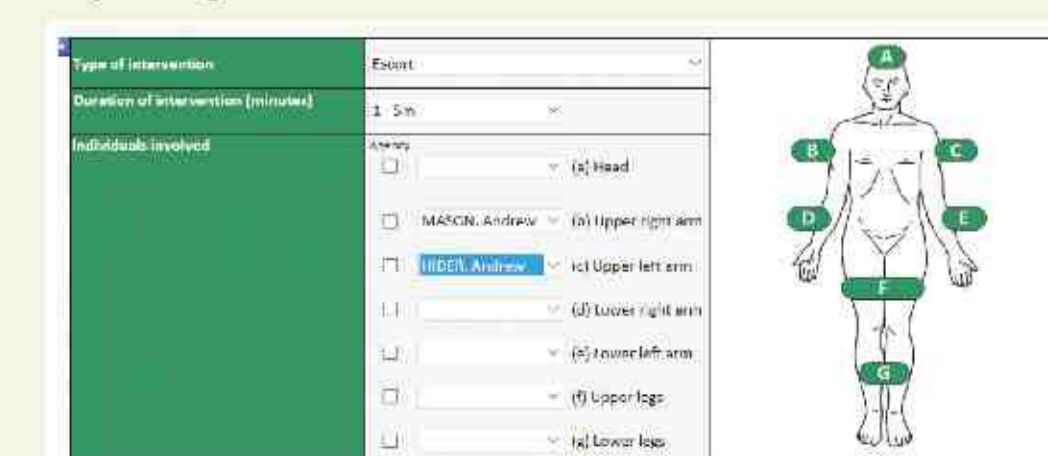 Type of intervention
Escort
Duration of intervention (minutes)
1 - 5m
Individuals involved
(a) Head
MASON, Andrew
(b) Upper right arm
HIDER, Andrew
(c) Upper left arm
(d) Lower right arm
(e) Lower left arm
(f) Upper legs
(g) Lower legs
A
B
C
D
E
F
G